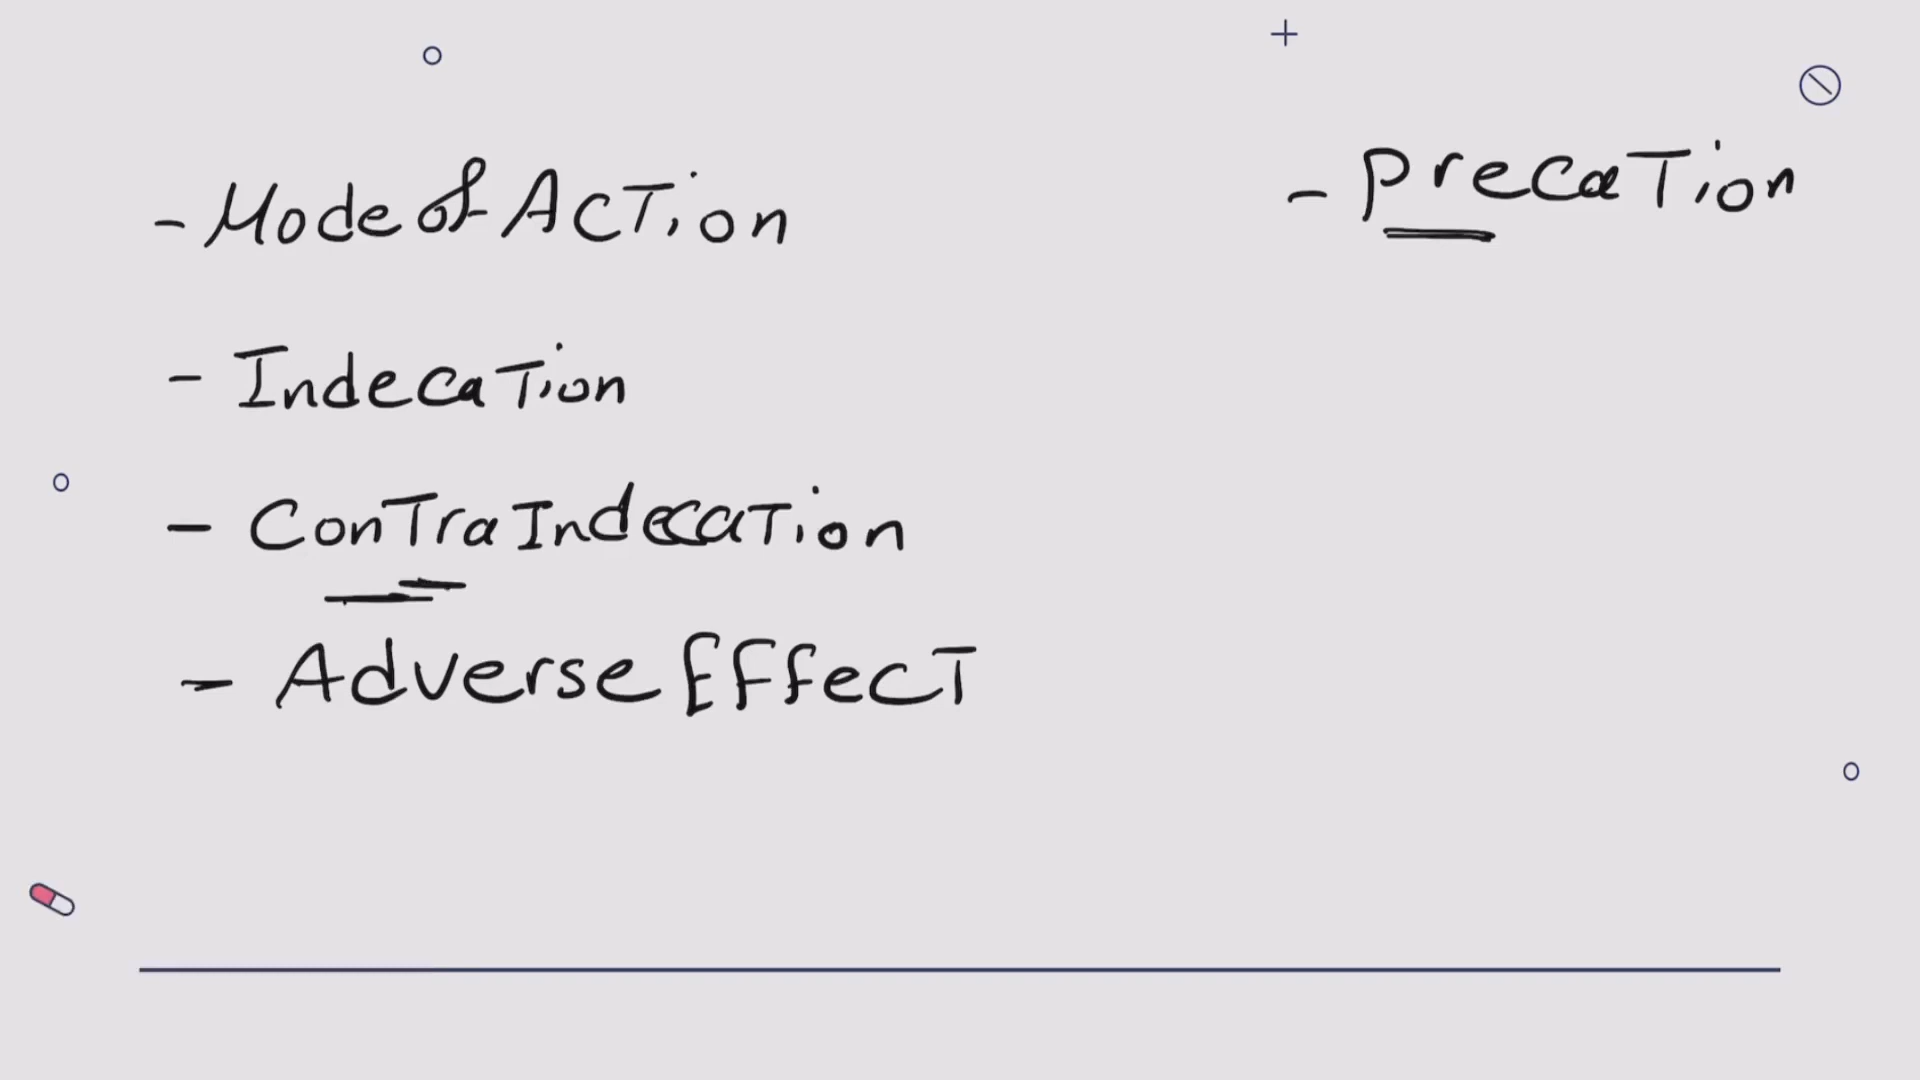 - Mode of Action
- Indecation
- ContraIndecation
- Adverse Effect
- Precation